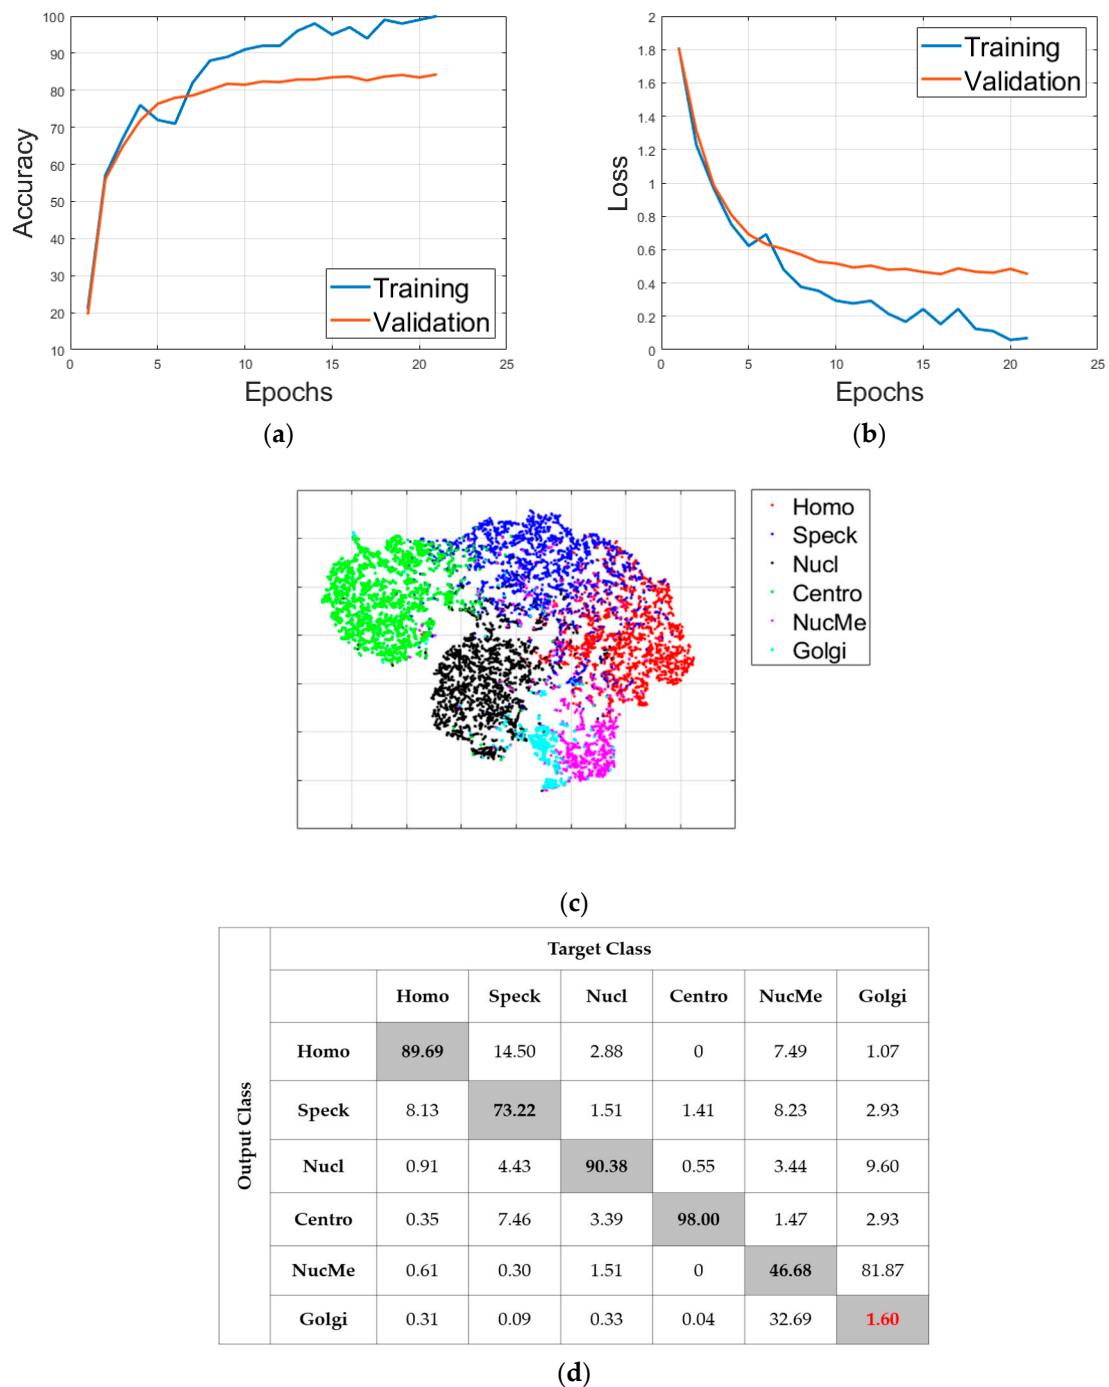 100
90
80
70
60
50
40
30
20
10
0
5
10
15
20
25
Accuracy
Epochs
Training
Validation
(a)
2
1.8
1.6
1.4
1.2
1
0.8
0.6
0.4
0.2
0
0
5
10
15
20
25
Loss
Epochs
Training
Validation
(b)
Homo
Speck
Nucl
Centro
NucMe
Golgi
(c)
Target Class
Output Class
Homo Speck Nucl Centro NucMe Golgi
Homo 89.69 14.50 2.88 0 7.49 1.07
Speck 8.13 73.22 1.51 1.41 8.23 2.93
Nucl 0.91 4.43 90.38 0.55 3.44 9.60
Centro 0.35 7.46 3.39 98.00 1.47 2.93
NucMe 0.61 0.30 1.51 0 46.68 81.87
Golgi 0.31 0.09 0.33 0.04 32.69 1.60
(d)